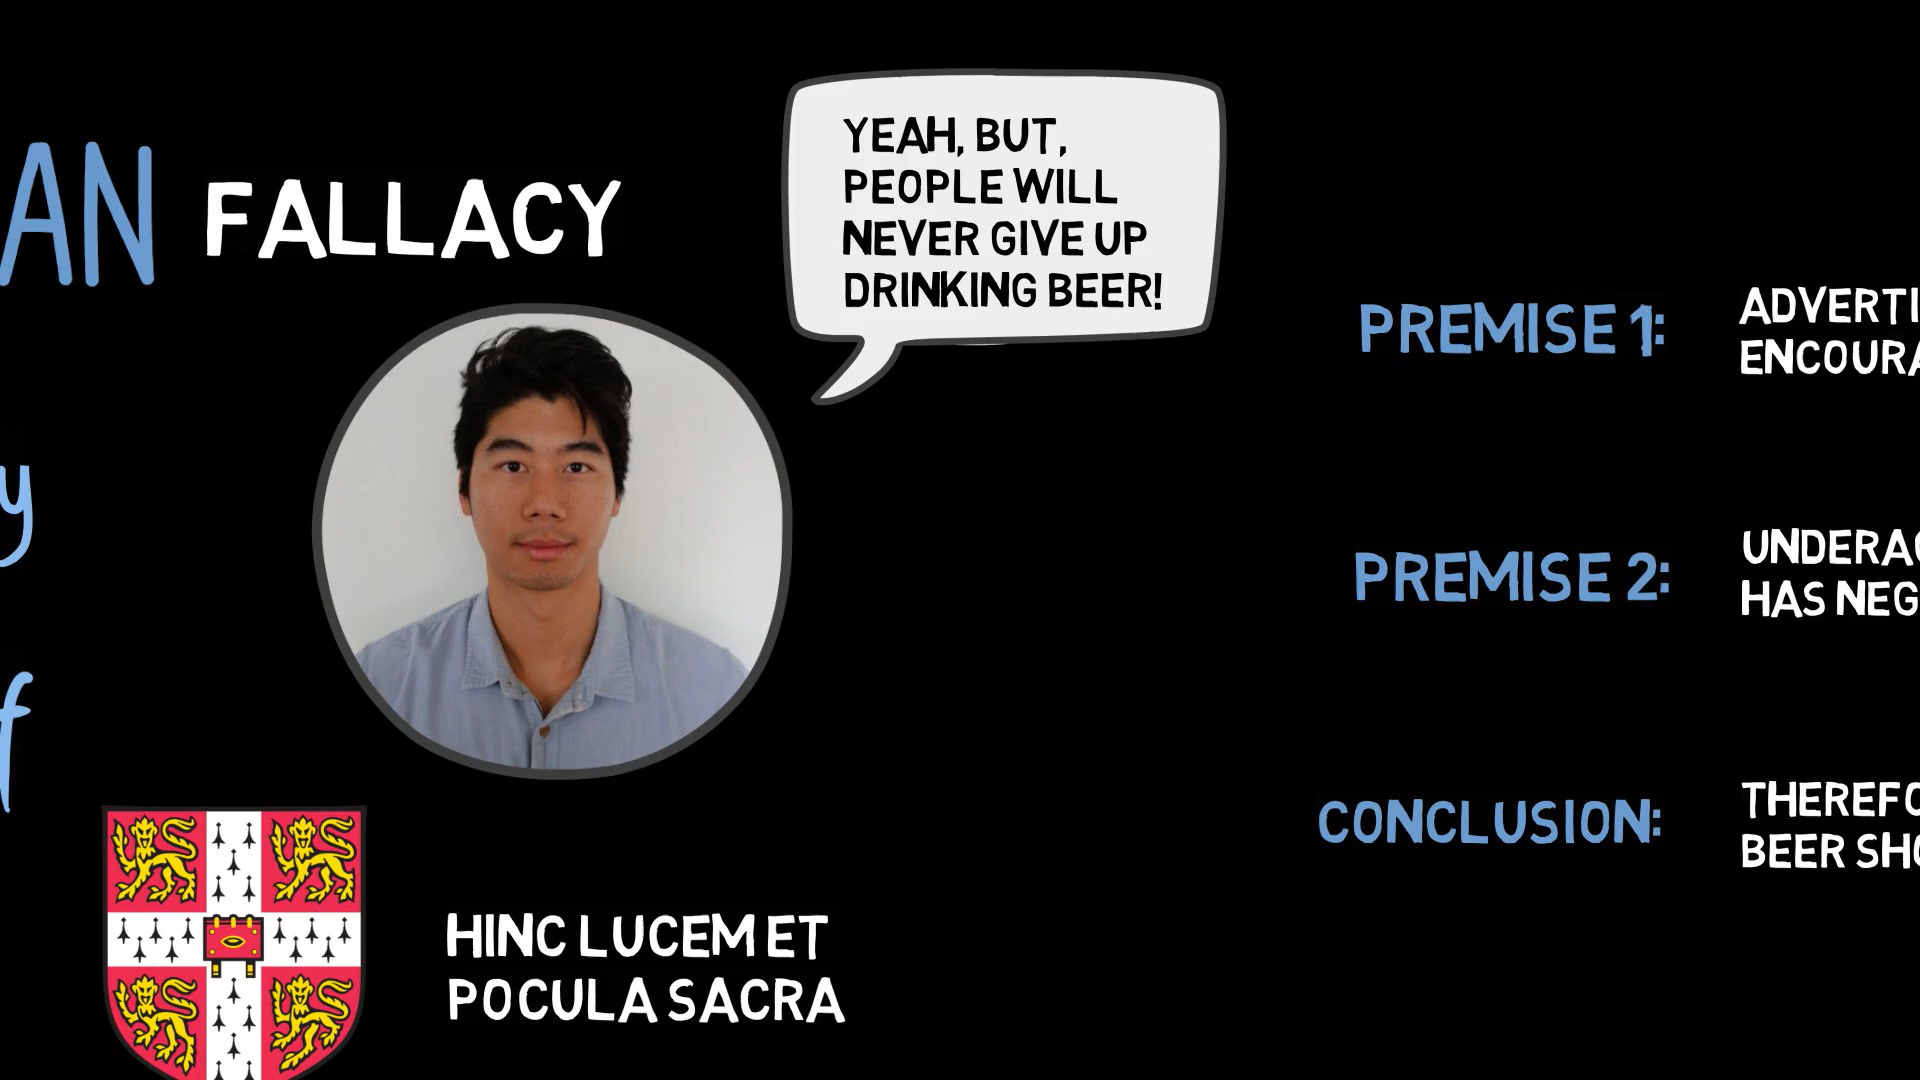 AN FALLACY
y
f
YEAH, BUT,
PEOPLE WILL
NEVER GIVE UP
DRINKING BEER!
HINC LUCEM ET
POCULA SACRA
PREMISE 1:
ADVERTI
ENCOURA
PREMISE 2:
UNDERAG
HAS NEG
CONCLUSION:
THEREFO
BEER SHO